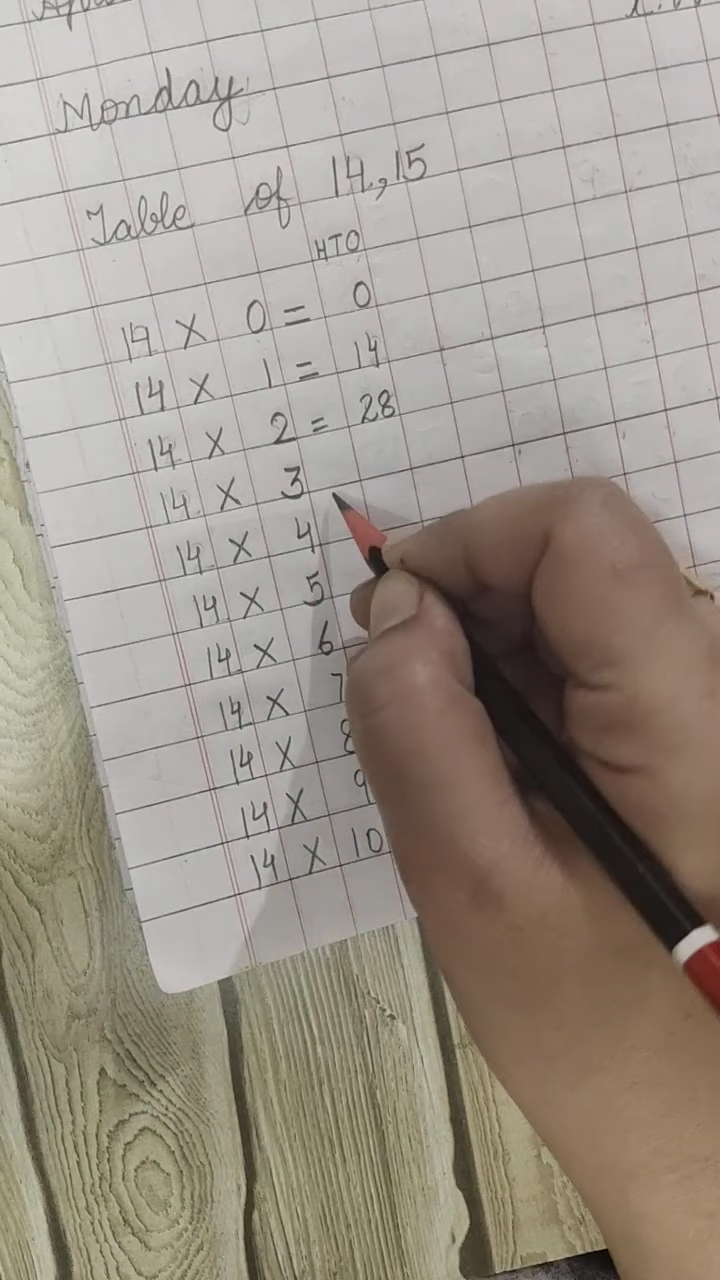 Monday
Table of 14, 15
HTO
14 X 0 = 0
14 X 1 = 14
14 X 2 = 28
14 X 3
14 X 4
14 X 5
14 X 6
14 X 7
14 X 8
14 X 9
14 X 10